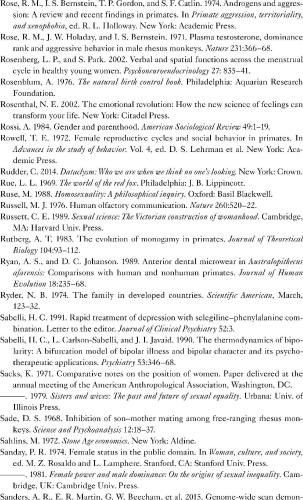 Rose, R. M., I. S. Bernstein, T. P. Gordon, and S. F. Catlin. 1974. Androgens and aggres-
sion: A review and recent findings in primates. In Primate aggression, territoriality,
and xenophobia, ed. R. L. Holloway. New York: Academic Press.
Rose, R. M., J. W. Holaday, and I. S. Bernstein. 1971. Plasma testosterone, dominance
rank and aggressive behavior in male rhesus monkeys. Nature 231:366–68.
Rosenberg, L. P., and S. Park. 2002. Verbal and spatial functions across the menstrual
cycle in healthy young women. Psychoneuroendocrinology 27: 835–41.
Rosenblum, A. 1976. The natural birth control book. Philadelphia: Aquarian Research
Foundation.
Rosenthal, N. E. 2002. The emotional revolution: How the new science of feelings can
transform your life. New York: Citadel Press.
Rossi, A. 1984. Gender and parenthood. American Sociological Review 49:1–19.
Rowell, T. E. 1972. Female reproductive cycles and social behavior in primates. In
Advances in the study of behavior. Vol. 4, ed. D. S. Lehrman et al. New York: Aca-
demic Press.
Rudder, C. 2014. Dataclysm: Who we are when we think no one's looking. New York: Crown.
Rue, L. L. 1969. The world of the red fox. Philadelphia: J. B. Lippincott.
Ruse, M. 1988. Homosexuality: A philosophical inquiry. Oxford: Basil Blackwell.
Russell, M. J. 1976. Human olfactory communication. Nature 260:520–22.
Russett, C. E. 1989. Sexual science: The Victorian construction of womanhood. Cambridge,
MA: Harvard Univ. Press.
Rutberg, A. T. 1983. The evolution of monogamy in primates. Journal of Theoretical
Biology 104:93–112.
Ryan, A. S., and D. C. Johanson. 1989. Anterior dental microwear in Australopithecus
afarensis: Comparisons with human and nonhuman primates. Journal of Human
Evolution 18:235–68.
Ryder, N. B. 1974. The family in developed countries. Scientific American, March,
123–32.
Sabelli, H. C. 1991. Rapid treatment of depression with selegiline–phenylalanine com-
bination. Letter to the editor. Journal of Clinical Psychiatry 52:3.
Sabelli, H. C., L. Carlson-Sabelli, and J. I. Javaid. 1990. The thermodynamics of bipo-
larity: A bifurcation model of bipolar illness and bipolar character and its psycho-
therapeutic applications. Psychiatry 53:346–68.
Sacks, K. 1971. Comparative notes on the position of women. Paper delivered at the
annual meeting of the American Anthropological Association, Washington, DC.
———. 1979. Sisters and wives: The past and future of sexual equality. Urbana: Univ. of
Illinois Press.
Sade, D. S. 1968. Inhibition of son–mother mating among free-ranging rhesus mon-
keys. Science and Psychoanalysis 12:18–37.
Sahlins, M. 1972. Stone Age economics. New York: Aldine.
Sanday, P. R. 1974. Female status in the public domain. In Woman, culture, and society,
ed. M. Z. Rosaldo and L. Lamphere. Stanford, CA: Stanford Univ. Press.
———. 1981. Female power and male dominance: On the origins of sexual inequality. Cam-
bridge, UK: Cambridge Univ. Press.
Sanders, A. R., E. R. Martin, G. W. Beecham, et al. 2015. Genome-wide scan demon-